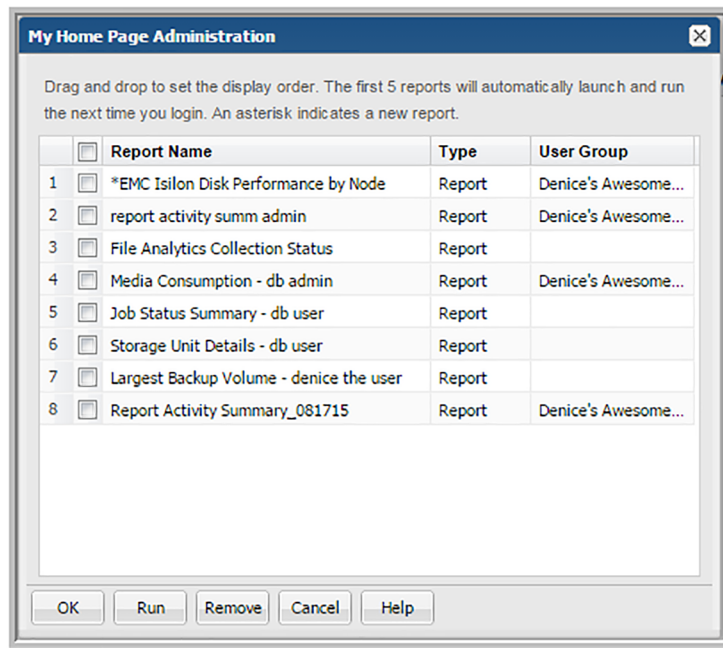 My Home Page Administration
Drag and drop to set the display order. The first 5 reports will automatically launch and run
the next time you login. An asterisk indicates a new report.
Report Name Type User Group
1 *EMC Isilon Disk Performance by Node Report Denice's Awesome...
2 report activity summ admin Report Denice's Awesome...
3 File Analytics Collection Status Report
4 Media Consumption - db admin Report Denice's Awesome...
5 Job Status Summary - db user Report
6 Storage Unit Details - db user Report
7 Largest Backup Volume - denice the user Report
8 Report Activity Summary_081715 Report Denice's Awesome...
OK Run Remove Cancel Help